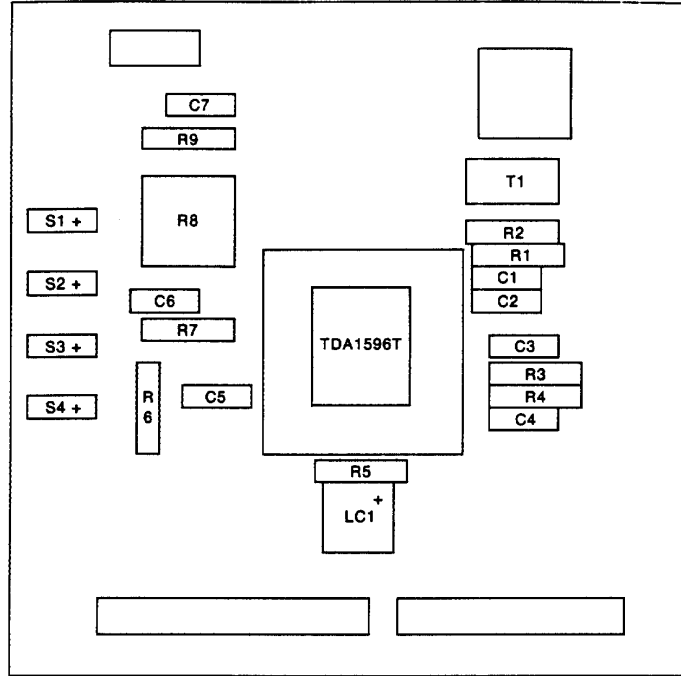 C7
R9
T1
S1 +
R8
R2
R1
C1
S2 +
C6
C2
R7
TDA1596T
S3 +
C3
R3
R
6
C5
R4
S4 +
C4
R5
+
LC1